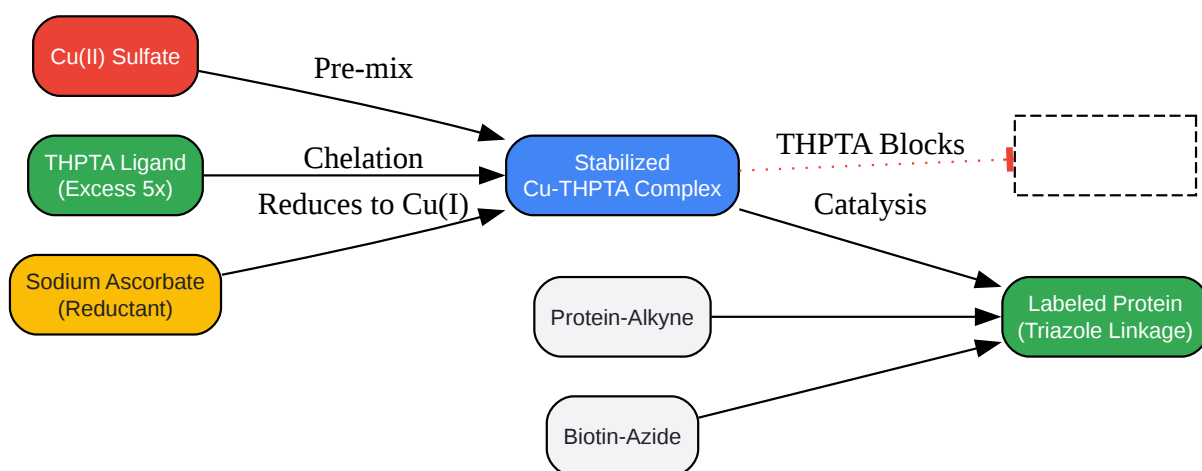 Cu(II) Sulfate
Pre-mix
THPTA Ligand
(Excess 5x)
Chelation
Reduces to Cu(I)
Sodium Ascorbate
(Reductant)
Stabilized
Cu-THPTA Complex
THPTA Blocks
Catalysis
Protein-Alkyne
Biotin-Azide
Labeled Protein
(Triazole Linkage)